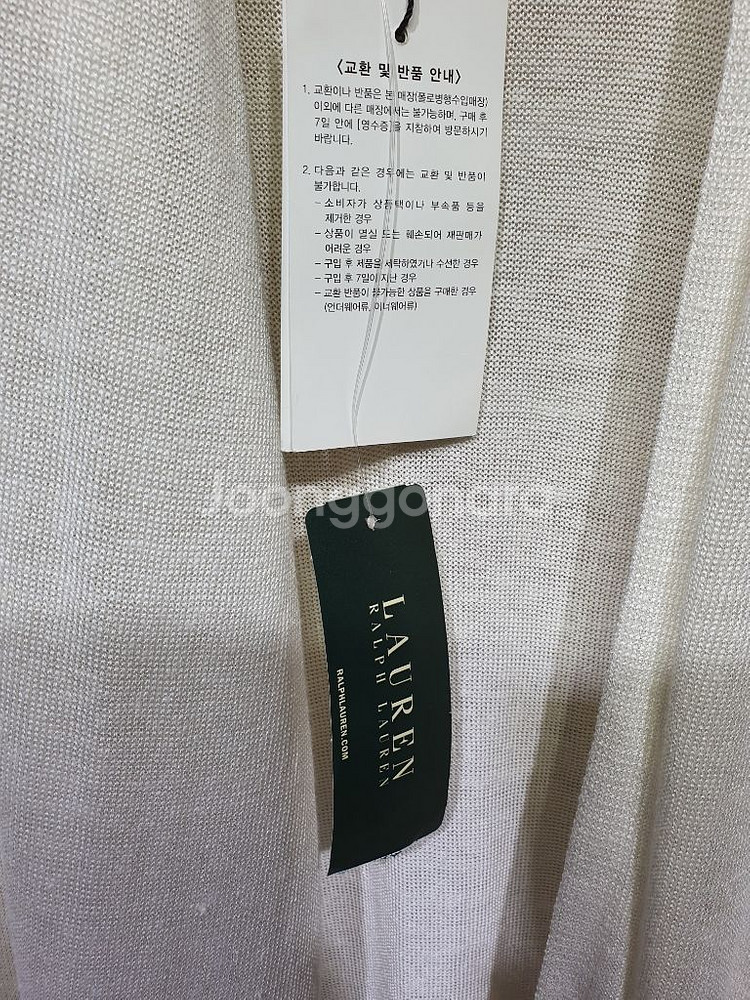 <교환 및 반품 안내>
1. 교환이나 반품은 본 매장(폴로병행수입매장)
이외에 다른 매장에서는 불가능하며, 구매 후
7일 안에 [영수증]을 지참하여 방문하시기
바랍니다.
2. 다음과 같은 경우에는 교환 및 반품이
불가합니다.
- 소비자가 상품택이나 부속품 등을
제거한 경우
- 상품이 멸실 또는 훼손되어 재판매가
어려운 경우
- 구입 후 제품을 세탁하였거나 수선한 경우
- 구입 후 7일이 지난 경우
- 교환 반품이 불가능한 상품을 구매한 경우
(언더웨어류, 이너웨어류)
Joonggonara
LAUREN
RALPH LAUREN
RALPHLAUREN.COM